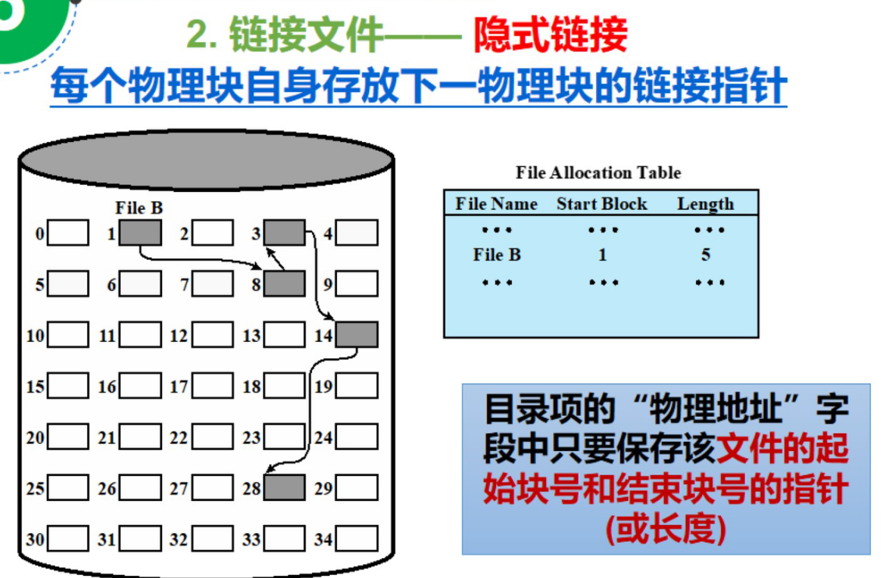 2. 链接文件—— 隐式链接
每个物理块自身存放下一物理块的链接指针
File B
0 1 2 3 4
5 6 7 8 9
10 11 12 13 14
15 16 17 18 19
20 21 22 23 24
25 26 27 28 29
30 31 32 33 34
File Allocation Table
File Name Start Block Length
••• ••• •••
File B 1 5
••• ••• •••
目录项的“物理地址”字
段中只要保存该文件的起
始块号和结束块号的指针
(或长度)